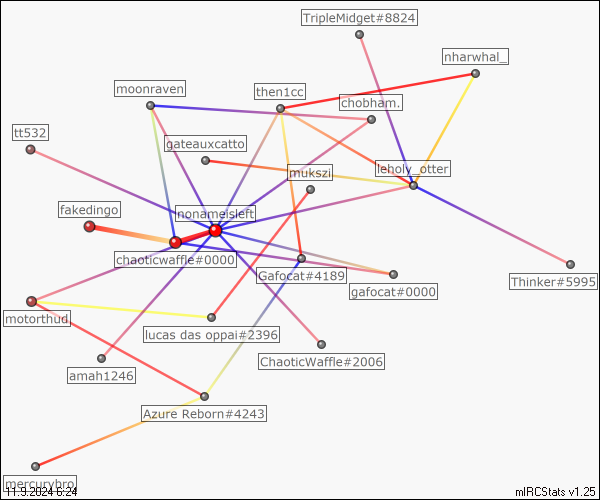 TripleMidget#8824
nharwhal_
moonraven
then1cc
chobham.
tt532
gateauxcatto
leholy_otter
mukszi
fakedingo
nonameisleft
chaoticwaffle#0000
Gafocat#4189
Thinker#5995
gafocat#0000
motorthud
lucas das oppai#2396
ChaoticWaffle#2006
amah1246
Azure Reborn#4243
mercurybro
11.9.2024 6:24
mIRCStats v1.25